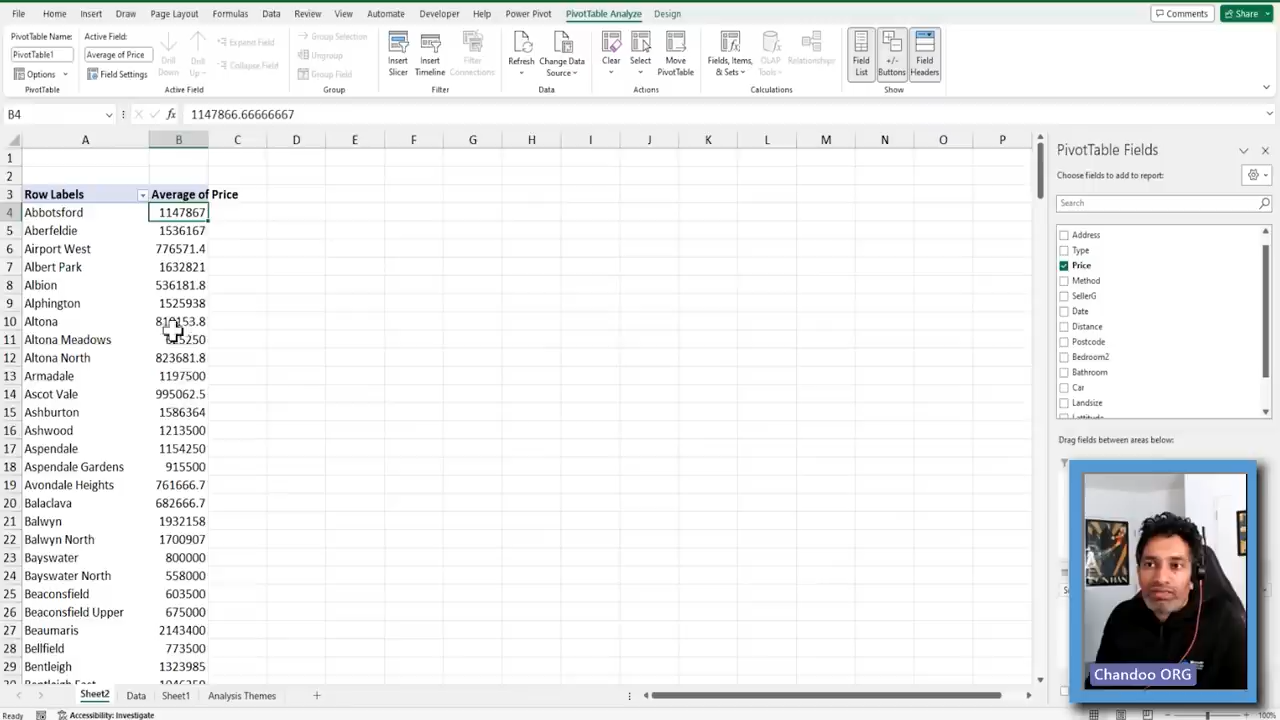 File Home Insert Draw Page Layout Formulas Data Review View Automate Developer Help Power Pivot PivotTable Analyze Design Comments Share
PivotTable Name:
PivotTable1
Options
PivotTable
Active Field:
Average of Price
Field Settings
Drill Down
Drill Up
Expand Field
Collapse Field
Active Field
Group Selection
Ungroup
Group Field
Group
Insert Slicer
Insert Timeline
Filter Connections
Filter
Refresh
Change Data Source
Data
Clear
Select
Move PivotTable
Actions
Fields, Items, & Sets
OLAP Tools
Relationships
Calculations
Field List
+/- Buttons
Field Headers
Show
B4 fx 1147866.66666667
A B C D E F G H I J K L M N O P
1
2
3 Row Labels Average of Price
4 Abbotsford 1147867
5 Aberfeldie 1536167
6 Airport West 776571.4
7 Albert Park 1632821
8 Albion 536181.8
9 Alphington 1525938
10 Altona
11 Altona Meadows
12 Altona North 823681.8
13 Armadale 1197500
14 Ascot Vale 995062.5
15 Ashburton 1586364
16 Ashwood 1213500
17 Aspendale 1154250
18 Aspendale Gardens 915500
19 Avondale Heights 761666.7
20 Balaclava 682666.7
21 Balwyn 1932158
22 Balwyn North 1700907
23 Bayswater 800000
24 Bayswater North 558000
25 Beaconsfield 603500
26 Beaconsfield Upper 675000
27 Beaumaris 2143400
28 Bellfield 773500
29 Bentleigh 1323985
PivotTable Fields
Choose fields to add to report:
Search
Address
Type
Price
Method
SellerG
Date
Distance
Postcode
Bedroom2
Bathroom
Car
Landsize
Drag fields between areas below:
Chandoo ORG
Sheet2 Data Sheet1 Analysis Themes
Ready Accessibility: Investigate 100%